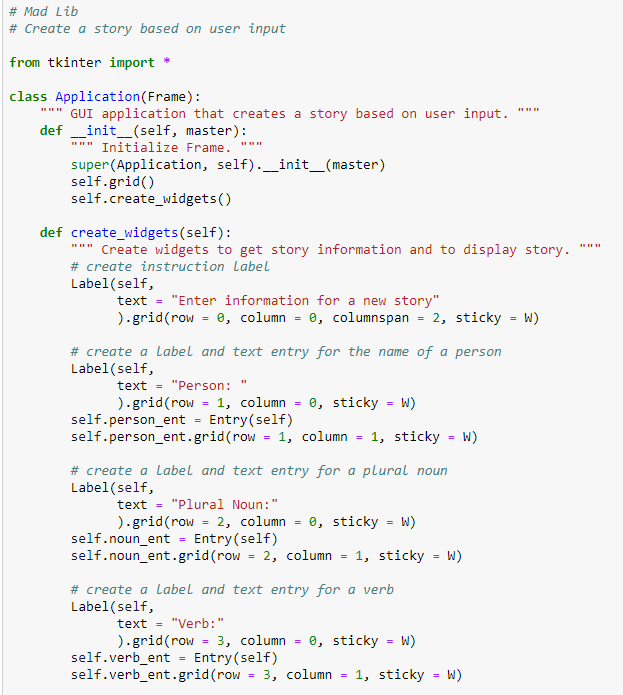 # Mad Lib
# Create a story based on user input
from tkinter import *
class Application(Frame):
""" GUI application that creates a story based on user input. """
def __init__(self, master):
""" Initialize Frame. """
super(Application, self).__init__(master)
self.grid()
self.create_widgets()
def create_widgets(self):
""" Create widgets to get story information and to display story. """
# create instruction label
Label(self,
text = "Enter information for a new story"
).grid(row = 0, column = 0, columnspan = 2, sticky = W)
# create a label and text entry for the name of a person
Label(self,
text = "Person: "
).grid(row = 1, column = 0, sticky = W)
self.person_ent = Entry(self)
self.person_ent.grid(row = 1, column = 1, sticky = W)
# create a label and text entry for a plural noun
Label(self,
text = "Plural Noun:"
).grid(row = 2, column = 0, sticky = W)
self.noun_ent = Entry(self)
self.noun_ent.grid(row = 2, column = 1, sticky = W)
# create a label and text entry for a verb
Label(self,
text = "Verb:"
).grid(row = 3, column = 0, sticky = W)
self.verb_ent = Entry(self)
self.verb_ent.grid(row = 3, column = 1, sticky = W)